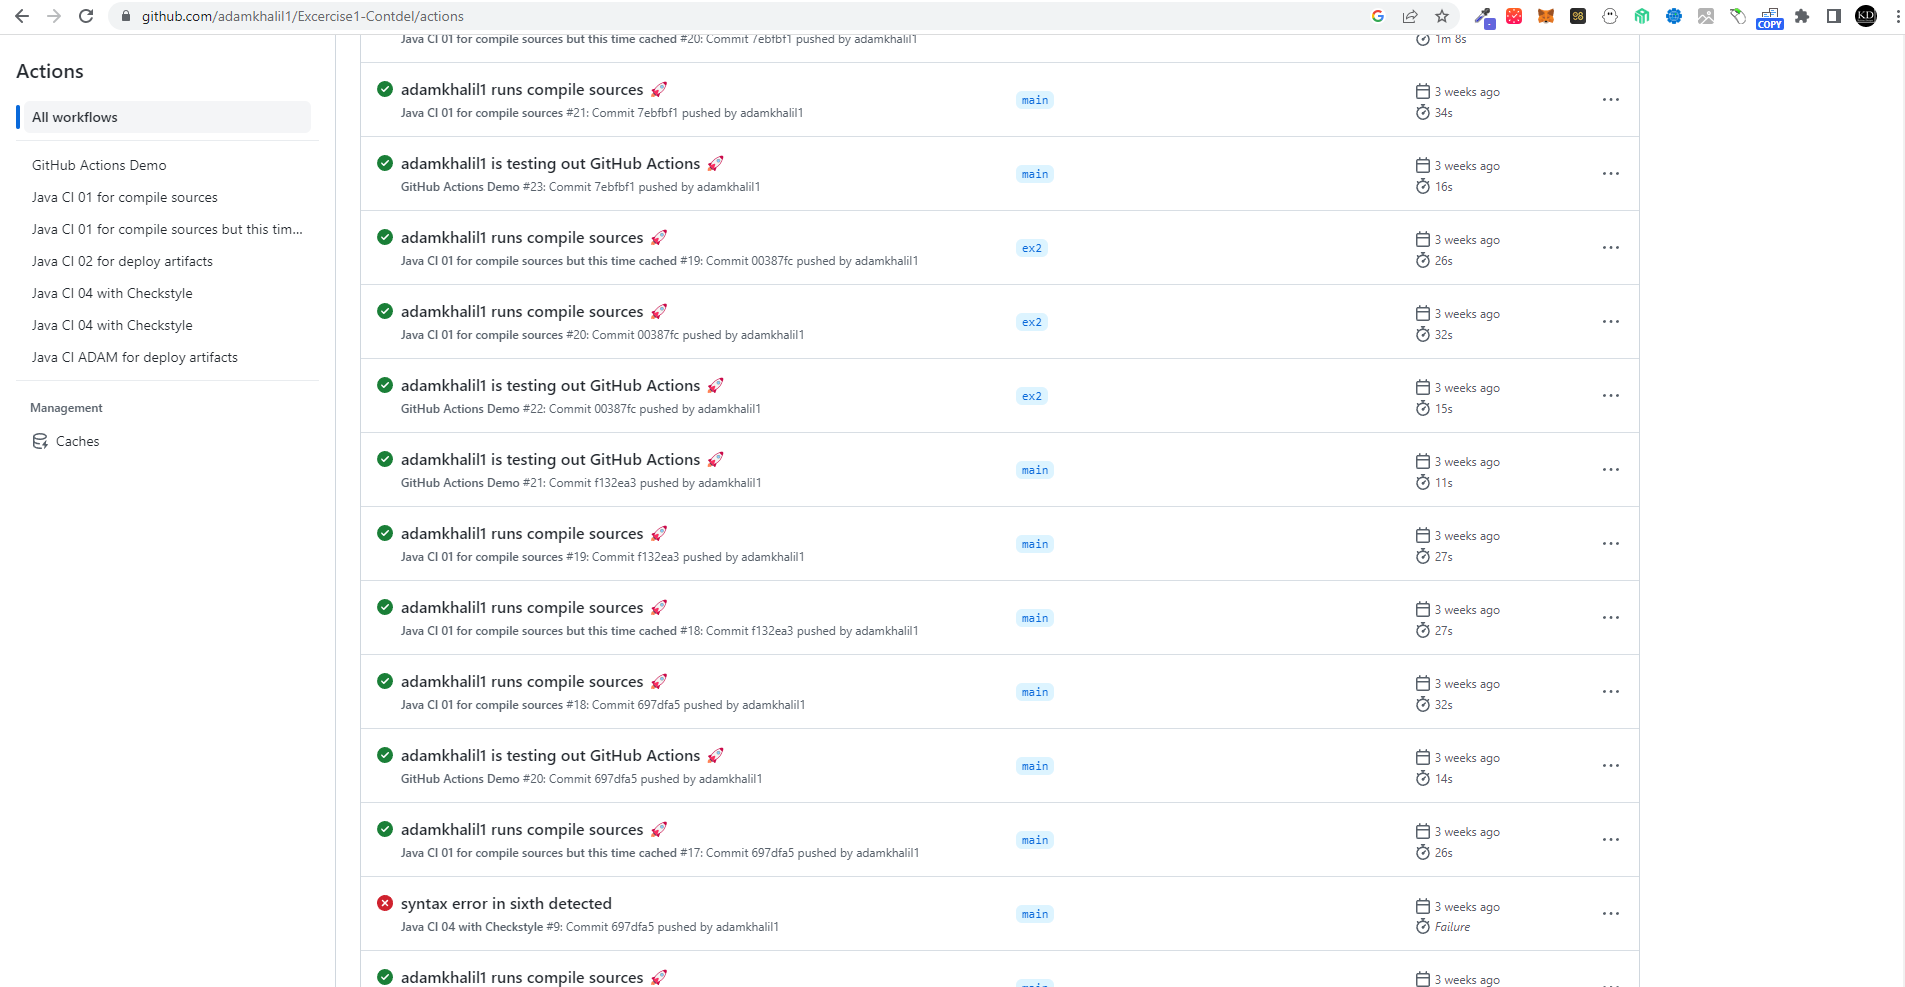 github.com/adamkhalil1/Excercise1-Contdel/actions
COPY
KD
Actions
All workflows
GitHub Actions Demo
Java CI 01 for compile sources
Java CI 01 for compile sources but this tim...
Java CI 02 for deploy artifacts
Java CI 04 with Checkstyle
Java CI 04 with Checkstyle
Java CI ADAM for deploy artifacts
Management
Caches
Java CI 01 for compile sources but this time cached #20: Commit 7ebfbf1 pushed by adamkhalil1
1m 8s
adamkhalil1 runs compile sources 🚀
Java CI 01 for compile sources #21: Commit 7ebfbf1 pushed by adamkhalil1
main
3 weeks ago
34s
adamkhalil1 is testing out GitHub Actions 🚀
GitHub Actions Demo #23: Commit 7ebfbf1 pushed by adamkhalil1
main
3 weeks ago
16s
adamkhalil1 runs compile sources 🚀
Java CI 01 for compile sources but this time cached #19: Commit 00387fc pushed by adamkhalil1
ex2
3 weeks ago
26s
adamkhalil1 runs compile sources 🚀
Java CI 01 for compile sources #20: Commit 00387fc pushed by adamkhalil1
ex2
3 weeks ago
32s
adamkhalil1 is testing out GitHub Actions 🚀
GitHub Actions Demo #22: Commit 00387fc pushed by adamkhalil1
ex2
3 weeks ago
15s
adamkhalil1 is testing out GitHub Actions 🚀
GitHub Actions Demo #21: Commit f132ea3 pushed by adamkhalil1
main
3 weeks ago
11s
adamkhalil1 runs compile sources 🚀
Java CI 01 for compile sources #19: Commit f132ea3 pushed by adamkhalil1
main
3 weeks ago
27s
adamkhalil1 runs compile sources 🚀
Java CI 01 for compile sources but this time cached #18: Commit f132ea3 pushed by adamkhalil1
main
3 weeks ago
27s
adamkhalil1 runs compile sources 🚀
Java CI 01 for compile sources #18: Commit 697dfa5 pushed by adamkhalil1
main
3 weeks ago
32s
adamkhalil1 is testing out GitHub Actions 🚀
GitHub Actions Demo #20: Commit 697dfa5 pushed by adamkhalil1
main
3 weeks ago
14s
adamkhalil1 runs compile sources 🚀
Java CI 01 for compile sources but this time cached #17: Commit 697dfa5 pushed by adamkhalil1
main
3 weeks ago
26s
syntax error in sixth detected
Java CI 04 with Checkstyle #9: Commit 697dfa5 pushed by adamkhalil1
main
3 weeks ago
Failure
adamkhalil1 runs compile sources 🚀
main
3 weeks ago